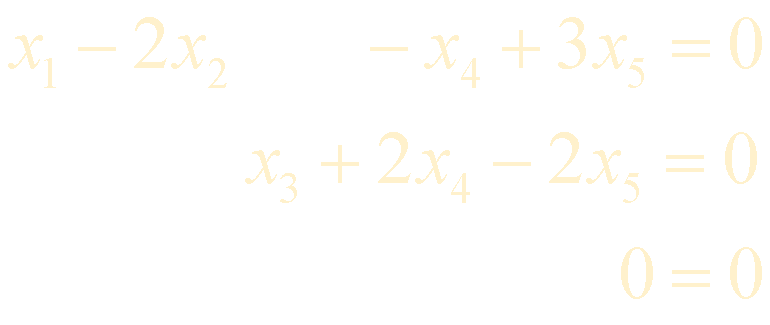 x₁ − 2x₂ − x₄ + 3x₅ = 0
x₃ + 2x₄ − 2x₅ = 0
0 = 0